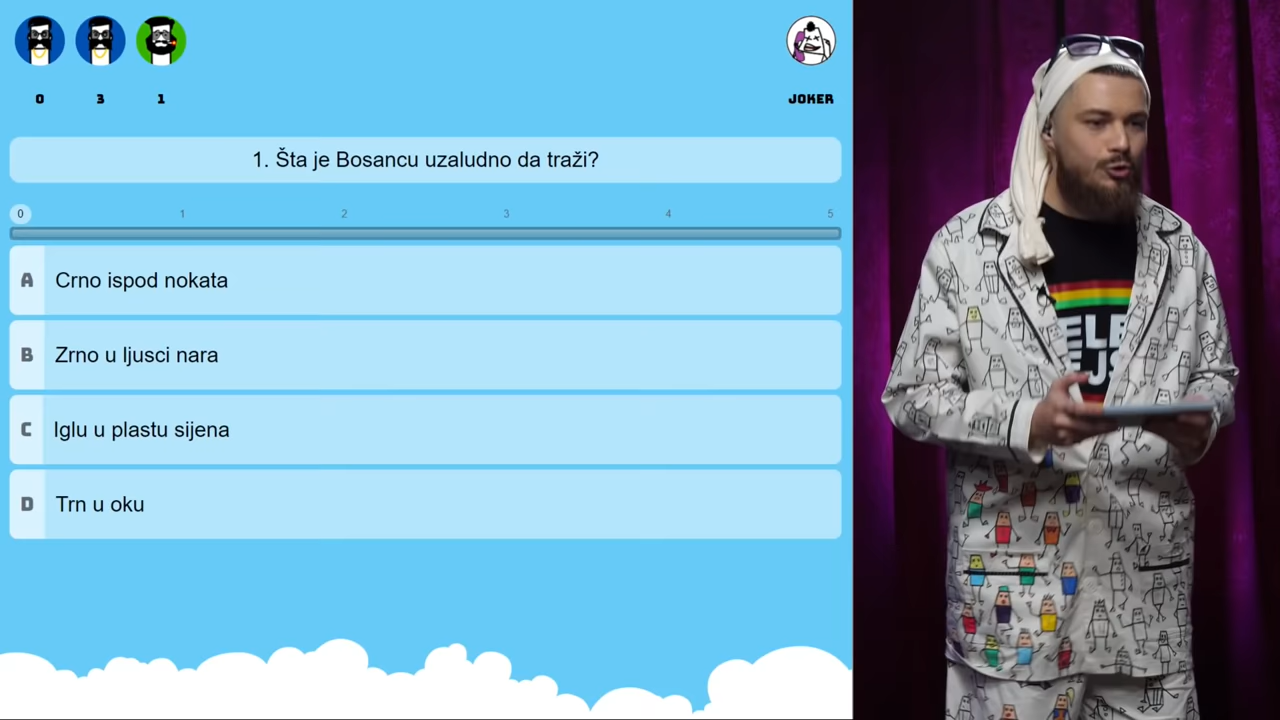 0 3 1 JOKER
1. Šta je Bosancu uzaludno da traži?
0 1 2 3 4 5
A Crno ispod nokata
B Zrno u ljusci nara
C Iglu u plastu sijena
D Trn u oku